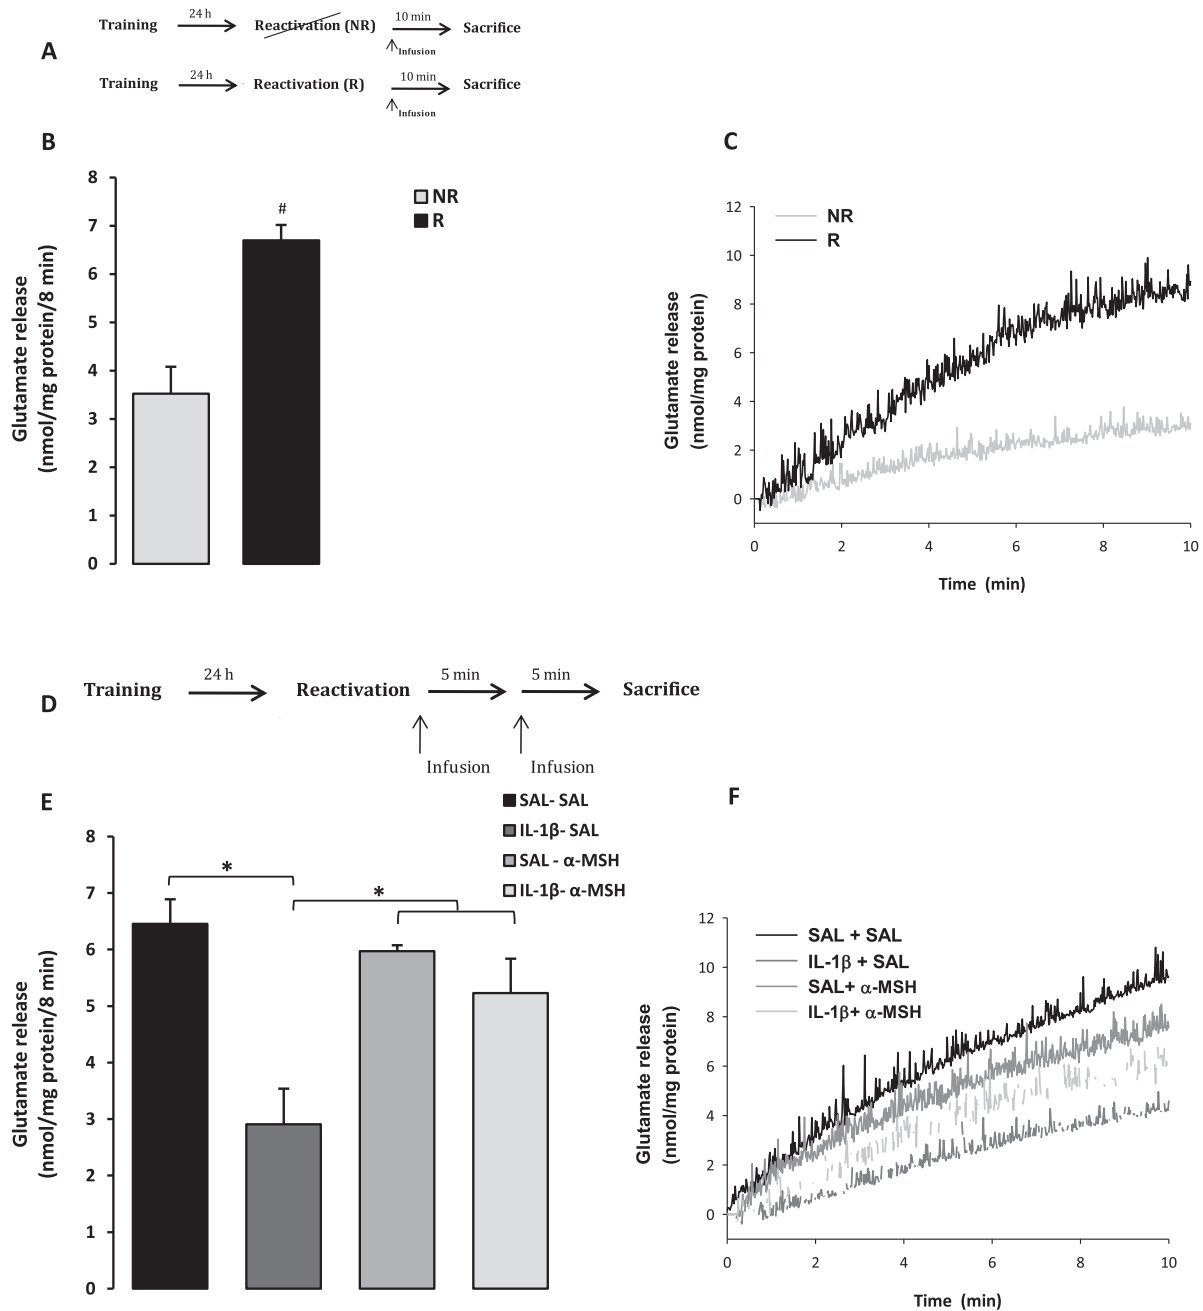 Training 24 h Reactivation (NR) 10 min Sacrifice
Infusion
A
Training 24 h Reactivation (R) 10 min Sacrifice
Infusion
B
Glutamate release
(nmol/mg protein/8 min)
8
7
6
5
4
3
2
1
0
#
NR
R
C
Glutamate release
(nmol/mg protein)
12
10
8
6
4
2
0
NR
R
0 2 4 6 8 10
Time (min)
D
Training 24 h Reactivation 5 min 5 min Sacrifice
Infusion Infusion
E
Glutamate release
(nmol/mg protein/8 min)
8
7
6
5
4
3
2
1
0
* *
SAL- SAL
IL-1β- SAL
SAL - α-MSH
IL-1β- α-MSH
F
Glutamate release
(nmol/mg protein)
12
10
8
6
4
2
0
SAL + SAL
IL-1β + SAL
SAL+ α-MSH
IL-1β+ α-MSH
0 2 4 6 8 10
Time (min)